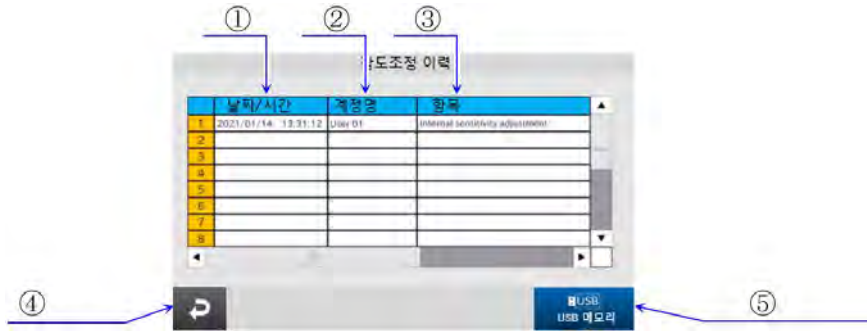 ① ② ③
감도조정 이력
날짜/시간 계정명 항목
1 2021/01/14 13:31:12 User 01 Internal sensitivity adjustment
2
3
4
5
6
7
8
④ USB ⑤
USB 메모리